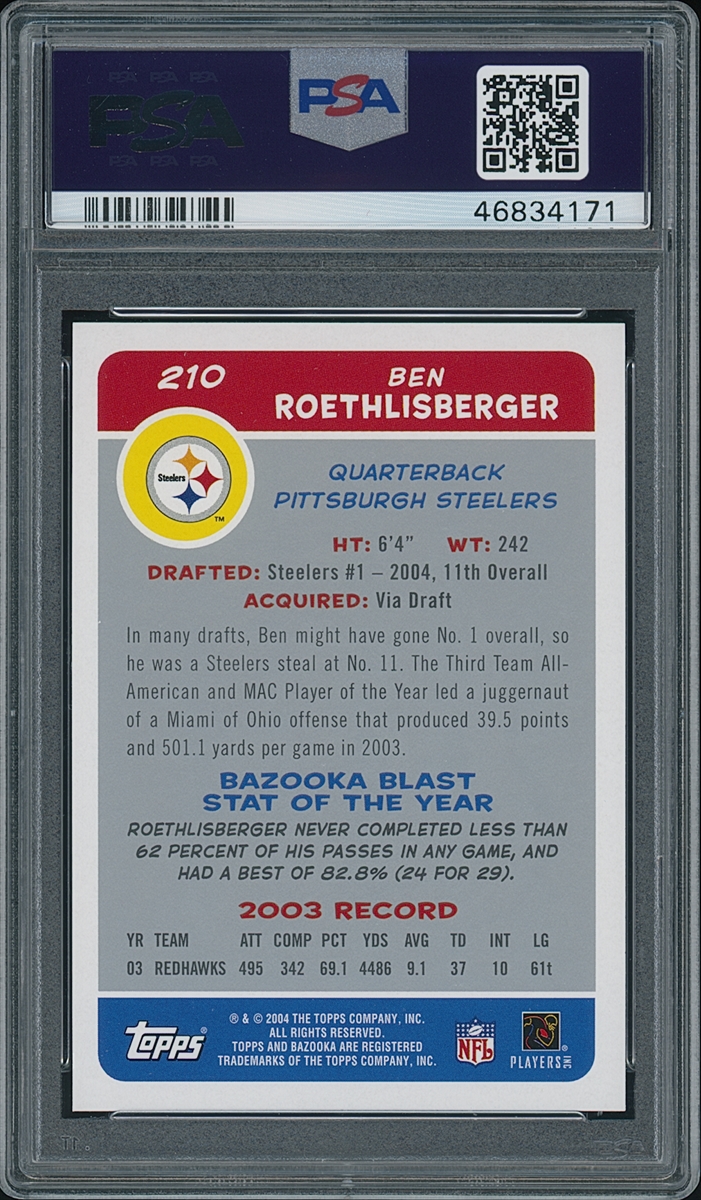 PSA PSA PSA
PSA
PSA PSA PSA
PSA
46834171
210
BEN
ROETHLISBERGER
Steelers
TM
QUARTERBACK
PITTSBURGH STEELERS
HT: 6'4" WT: 242
DRAFTED: Steelers #1 – 2004, 11th Overall
ACQUIRED: Via Draft
In many drafts, Ben might have gone No. 1 overall, so
he was a Steelers steal at No. 11. The Third Team All-
American and MAC Player of the Year led a juggernaut
of a Miami of Ohio offense that produced 39.5 points
and 501.1 yards per game in 2003.
BAZOOKA BLAST
STAT OF THE YEAR
ROETHLISBERGER NEVER COMPLETED LESS THAN
62 PERCENT OF HIS PASSES IN ANY GAME, AND
HAD A BEST OF 82.8% (24 FOR 29).
2003 RECORD
YR TEAM ATT COMP PCT YDS AVG TD INT LG
03 REDHAWKS 495 342 69.1 4486 9.1 37 10 61t
topps®
® & © 2004 THE TOPPS COMPANY, INC.
ALL RIGHTS RESERVED.
TOPPS AND BAZOOKA ARE REGISTERED
TRADEMARKS OF THE TOPPS COMPANY, INC.
NFL
PLAYERS INC